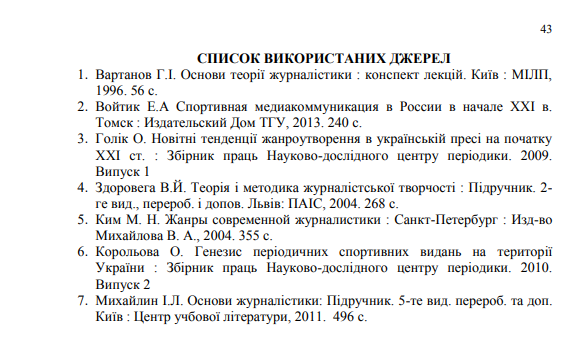 43
СПИСОК ВИКОРИСТАНИХ ДЖЕРЕЛ
1. Вартанов Г.І. Основи теорії журналістики : конспект лекцій. Київ : МІЛП,
1996. 56 с.
2. Войтик Е.А Спортивная медиакоммуникация в России в начале XXI в.
Томск : Издательский Дом ТГУ, 2013. 240 с.
3. Голік О. Новітні тенденції жанроутворення в українській пресі на початку
XXI ст. : Збірник праць Науково-дослідного центру періодики. 2009.
Випуск 1
4. Здоровега В.Й. Теорія і методика журналістської творчості : Підручник. 2-
ге вид., перероб. і допов. Львів: ПАІС, 2004. 268 с.
5. Ким М. Н. Жанры современной журналистики : Санкт-Петербург : Изд-во
Михайлова В. А., 2004. 355 с.
6. Корольова О. Генезис періодичних спортивних видань на території
України : Збірник праць Науково-дослідного центру періодики. 2010.
Випуск 2
7. Михайлин І.Л. Основи журналістики: Підручник. 5-те вид. перероб. та доп.
Київ : Центр учбової літератури, 2011. 496 с.